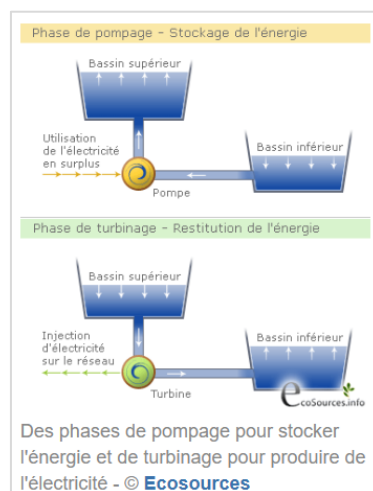 Phase de pompage - Stockage de l'énergie
Bassin supérieur
Utilisation
de l'électricité
en surplus
Bassin inférieur
Pompe
Phase de turbinage - Restitution de l'énergie
Bassin supérieur
Injection
d'électricité
sur le réseau
Bassin inférieur
Turbine
ecoSources.info
Des phases de pompage pour stocker
l'énergie et de turbinage pour produire de
l'électricité - © Ecosources